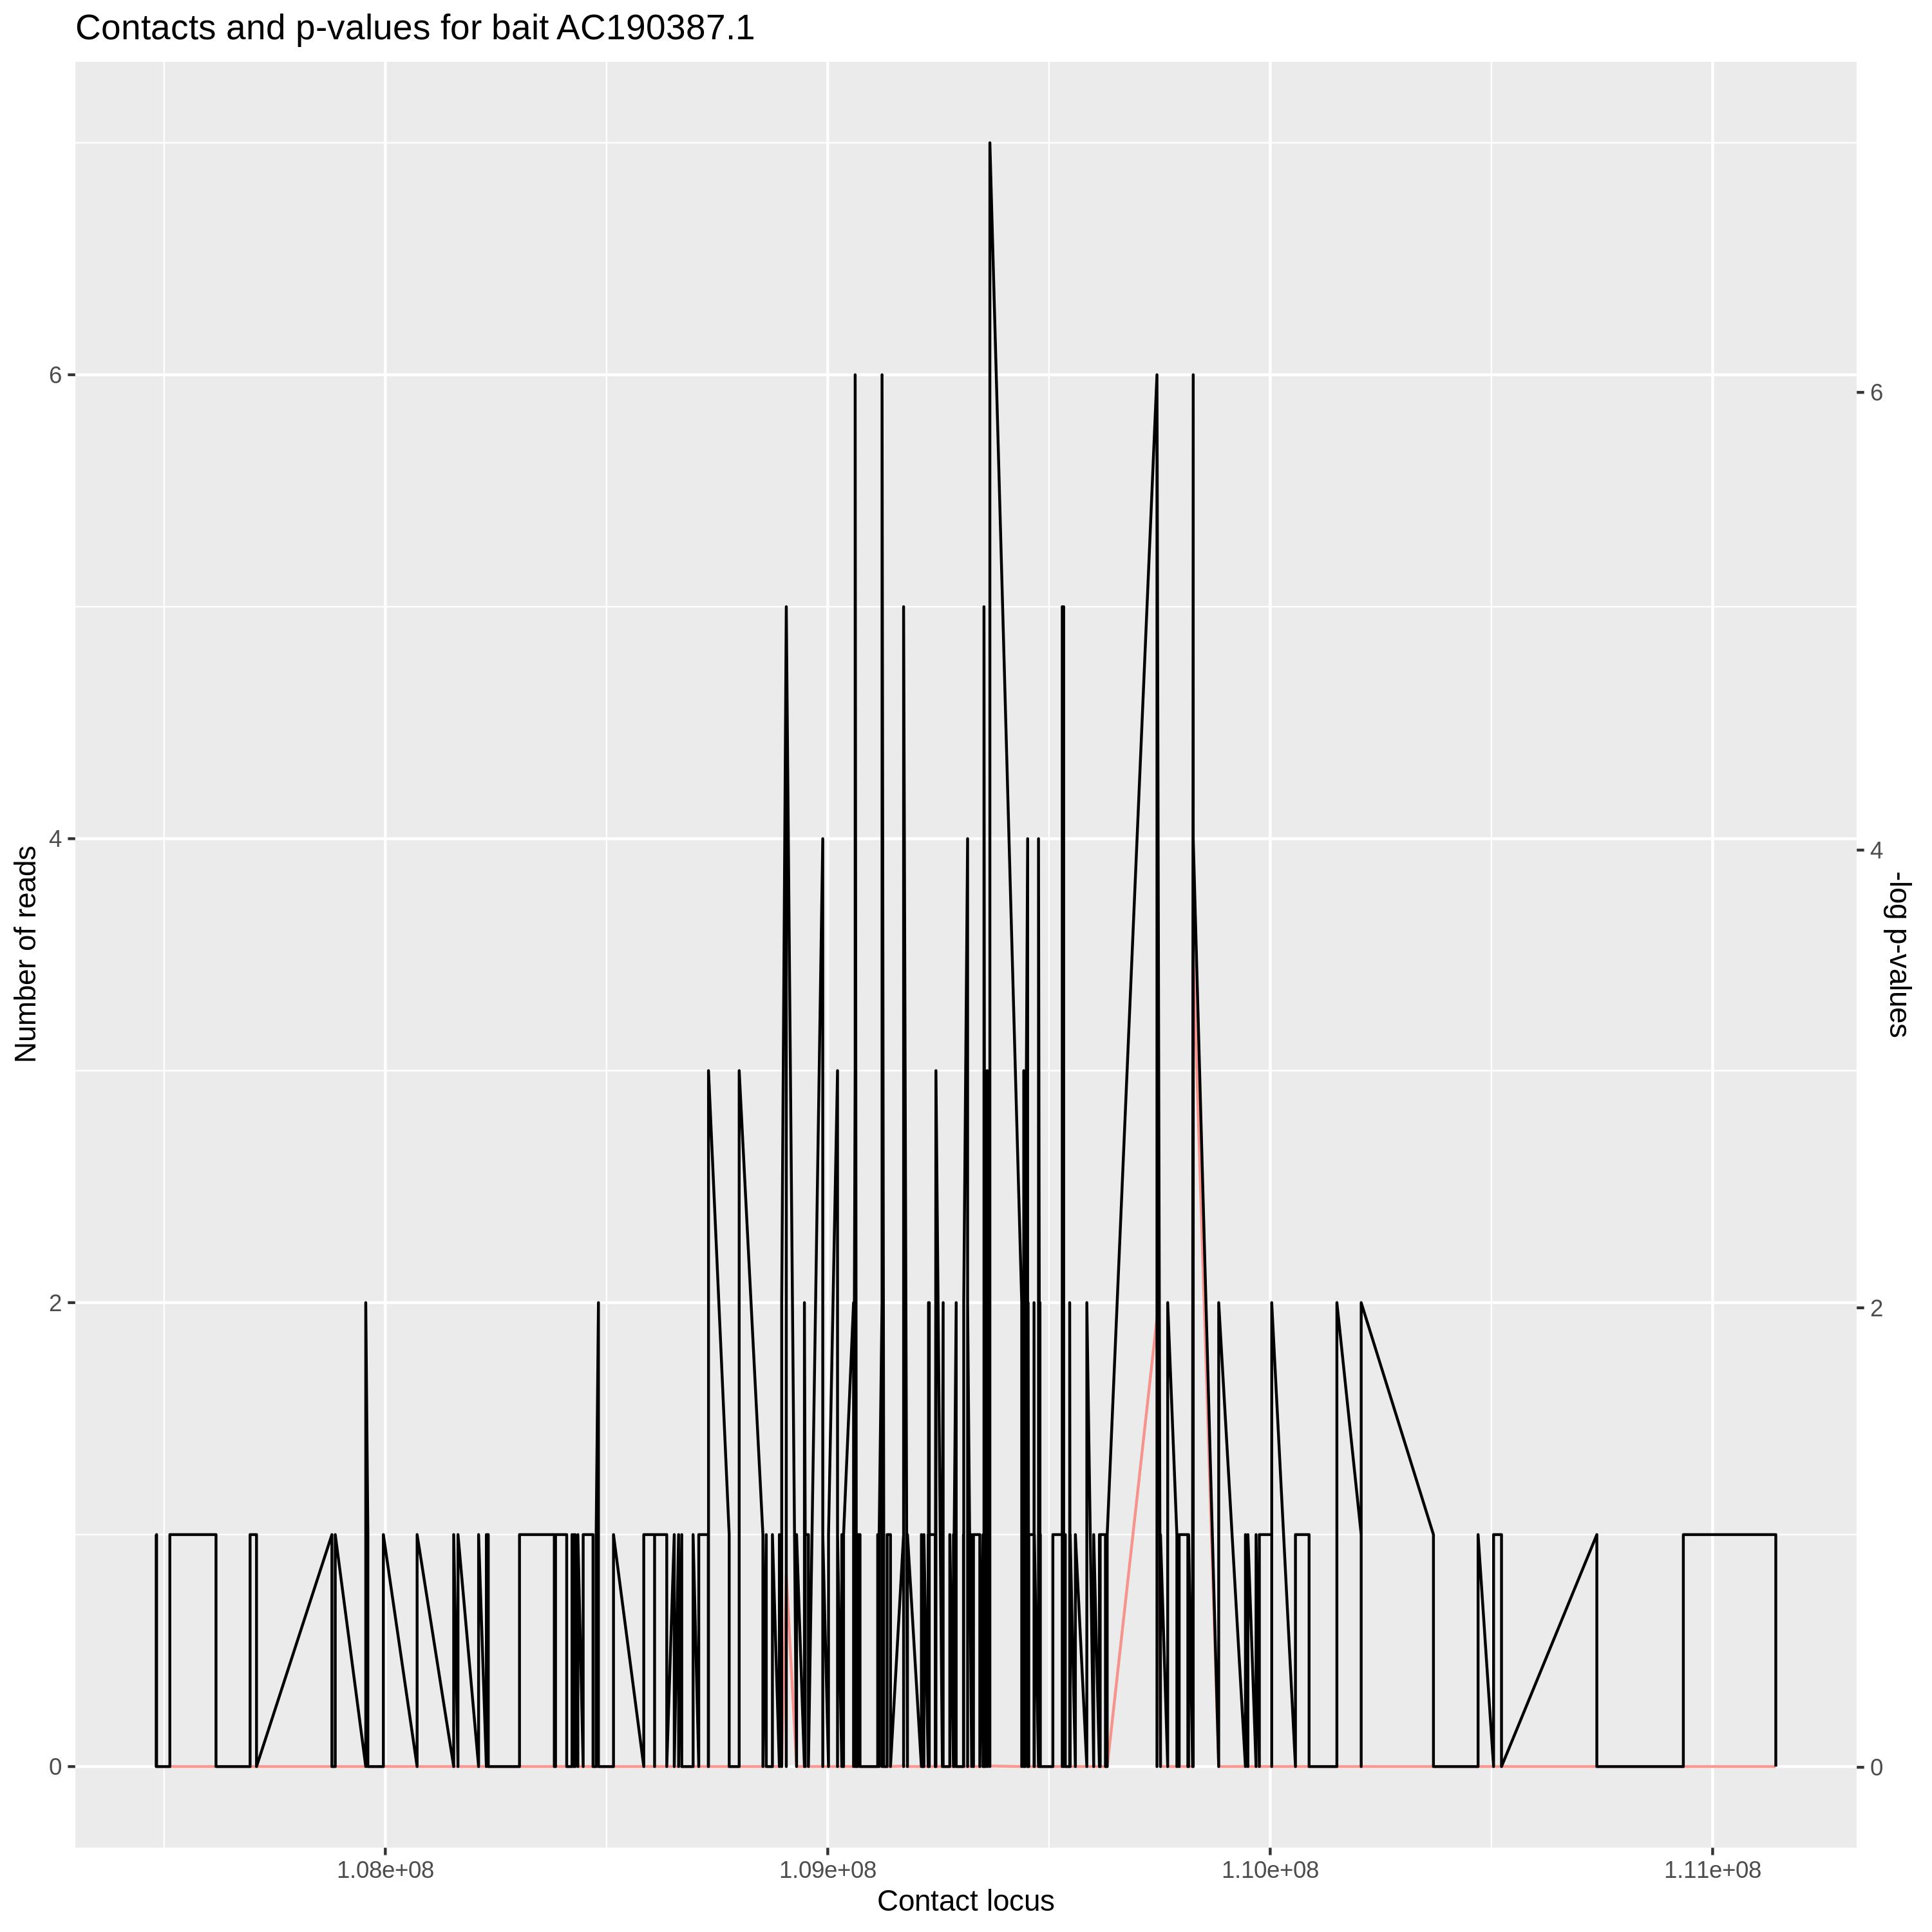 Contacts and p-values for bait AC190387.1
Number of reads
6
4
2
0
6
4
2
0
-log p-values
1.08e+08
1.09e+08
1.10e+08
1.11e+08
Contact locus